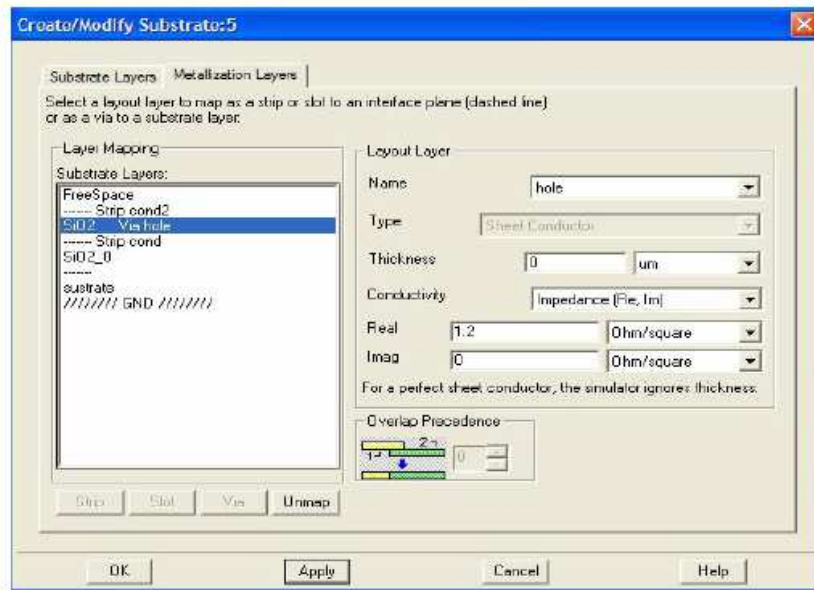 Create/Modify Substrate:5
Substrate Layers
Metallization Layers
Select a layout layer to map as a strip or slot to an interface plane (dashed line)
or as a via to a substrate layer.
Layer Mapping
Substrate Layers:
FreeSpace
------ Strip cond2
SiO2 Via hole
------ Strip cond
SiO2_0
------
sustrate
//////// GND ////////
Strip
Slot
Via
Unmap
Layout Layer
Name
hole
Type
Sheet Conductor
Thickness
0
um
Conductivity
Impedance (Re, Im)
Real
1.2
Ohm/square
Imag
0
Ohm/square
For a perfect sheet conductor, the simulator ignores thickness.
Overlap Precedence
0
OK
Apply
Cancel
Help